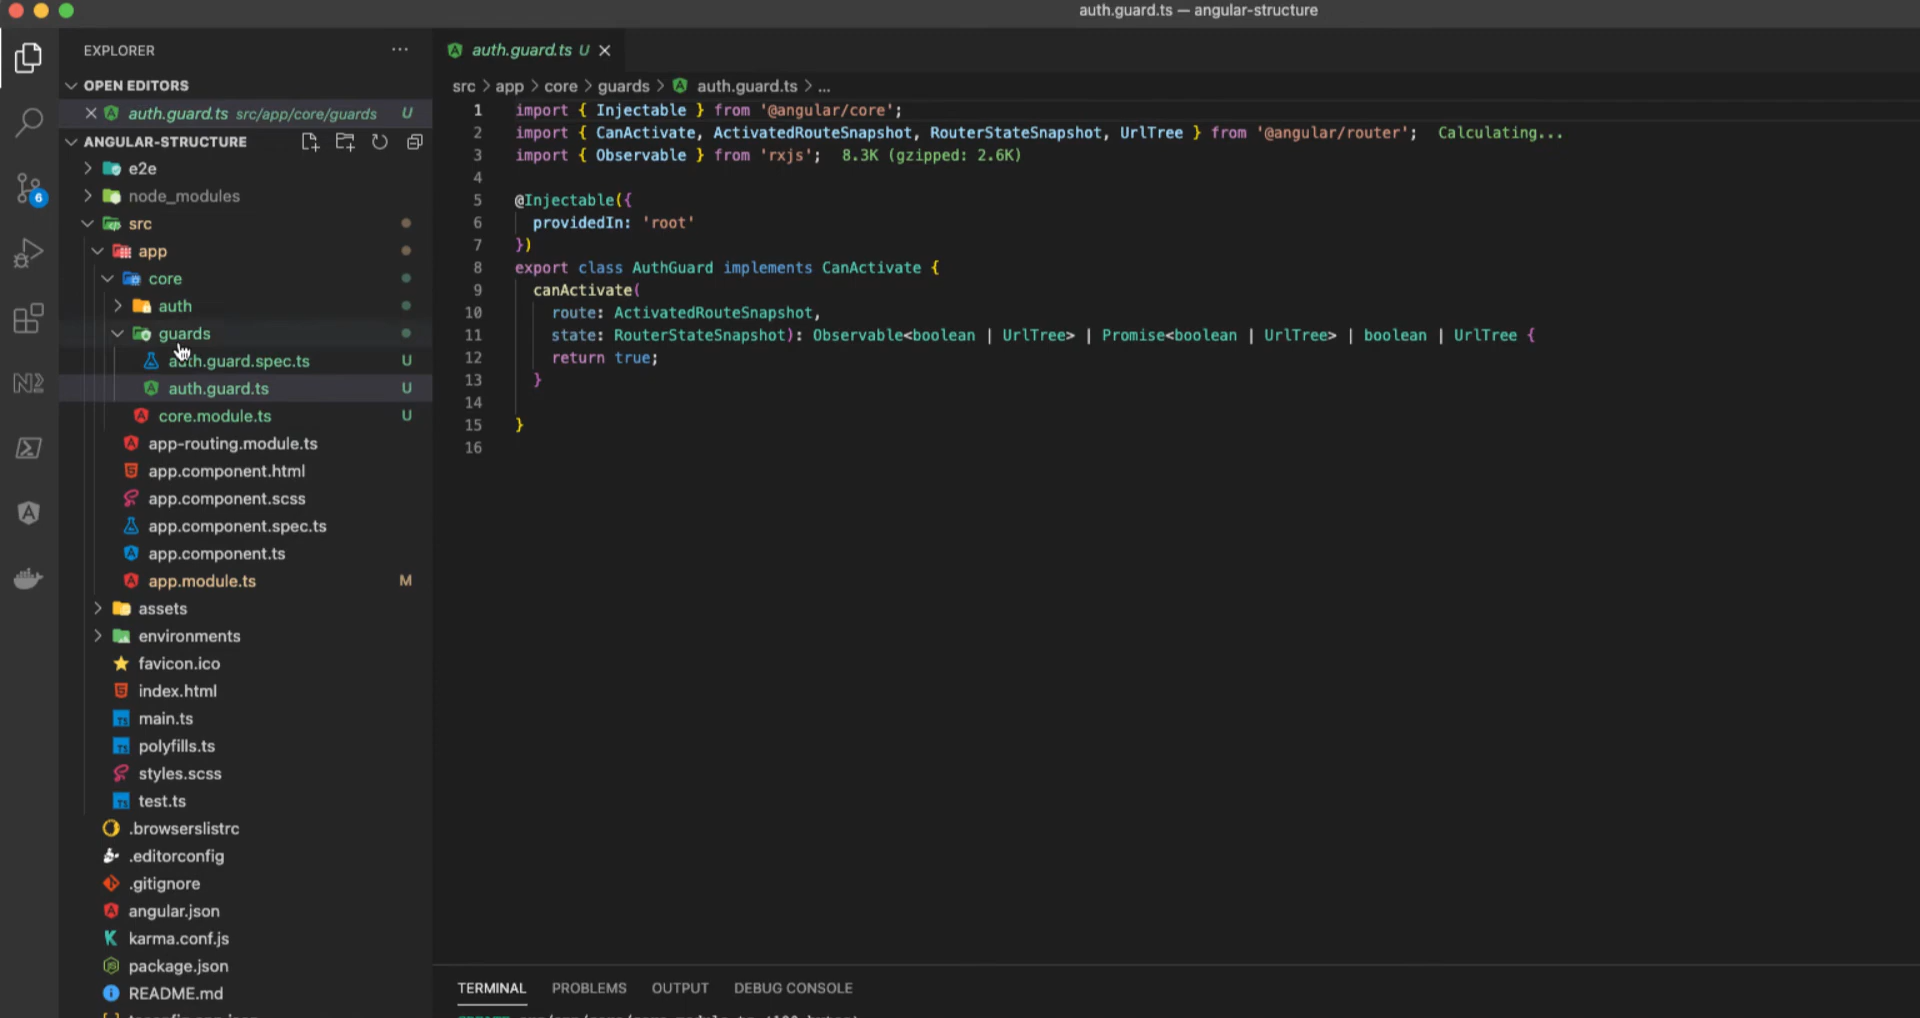 auth.guard.ts — angular-structure
EXPLORER
OPEN EDITORS
auth.guard.ts src/app/core/guards U
ANGULAR-STRUCTURE
e2e
node_modules
src
app
core
auth
guards
auth.guard.spec.ts U
auth.guard.ts U
core.module.ts U
app-routing.module.ts
app.component.html
app.component.scss
app.component.spec.ts
app.component.ts
app.module.ts M
assets
environments
favicon.ico
index.html
main.ts
polyfills.ts
styles.scss
test.ts
.browserslistrc
.editorconfig
.gitignore
angular.json
karma.conf.js
package.json
README.md
6
auth.guard.ts U
src > app > core > guards > auth.guard.ts > ...
1 import { Injectable } from '@angular/core';
2 import { CanActivate, ActivatedRouteSnapshot, RouterStateSnapshot, UrlTree } from '@angular/router'; Calculating...
3 import { Observable } from 'rxjs'; 8.3K (gzipped: 2.6K)
4
5 @Injectable({
6 providedIn: 'root'
7 })
8 export class AuthGuard implements CanActivate {
9 canActivate(
10 route: ActivatedRouteSnapshot,
11 state: RouterStateSnapshot): Observable<boolean | UrlTree> | Promise<boolean | UrlTree> | boolean | UrlTree {
12 return true;
13 }
14
15 }
16
TERMINAL PROBLEMS OUTPUT DEBUG CONSOLE